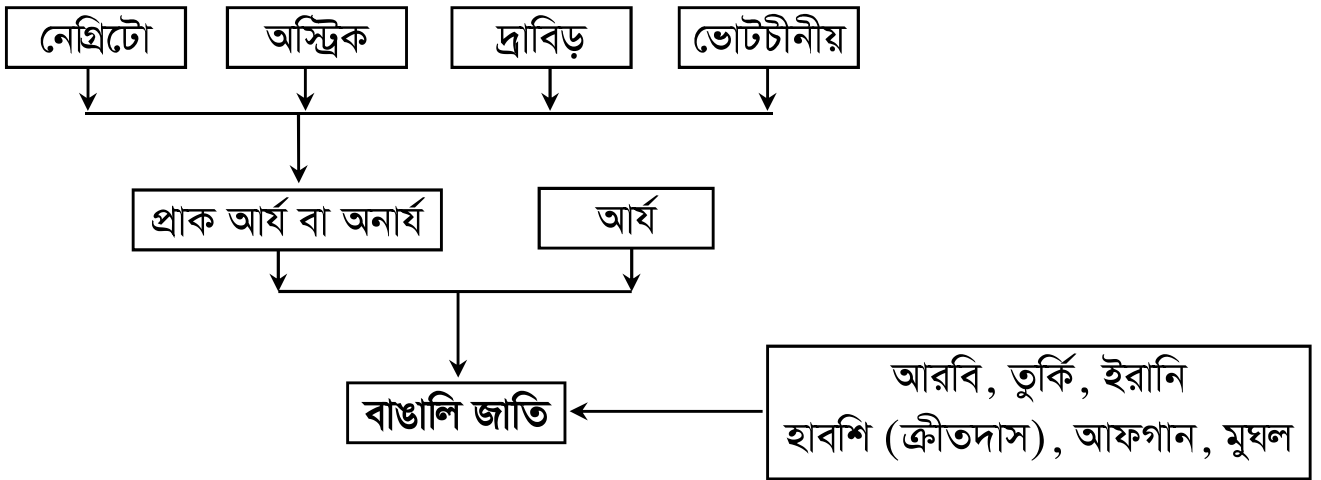 নেগ্রিটো
অস্ট্রিক
দ্রাবিড়
ভোটচীনীয়
প্রাক আর্য বা অনার্য
আর্য
বাঙালি জাতি
আরবি, তুর্কি, ইরানি
হাবশি (ক্রীতদাস), আফগান, মুঘল